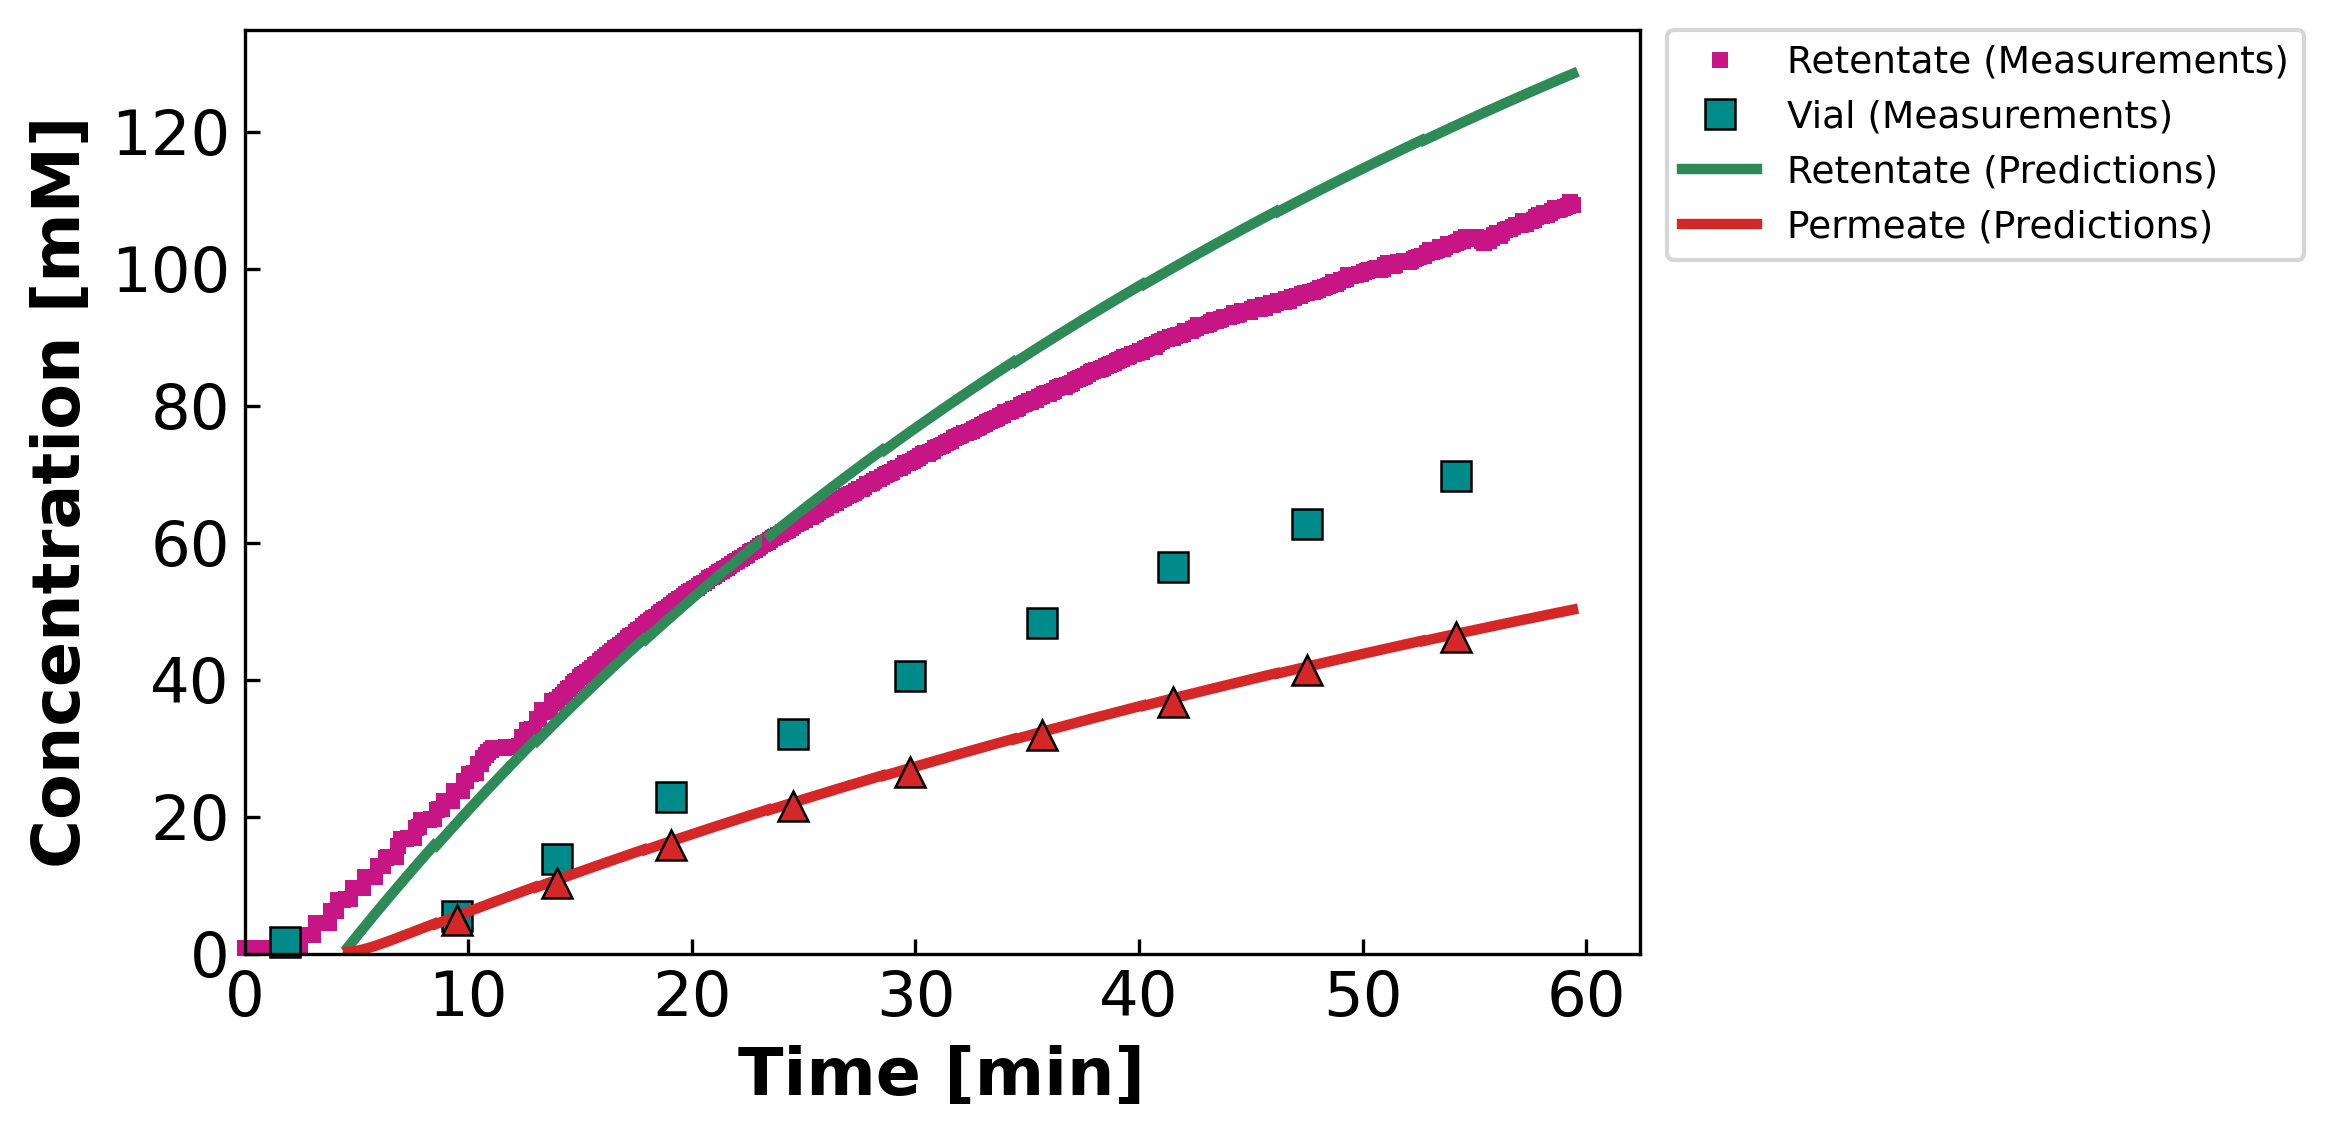 Concentration [mM]
120
100
80
60
40
20
0
0 10 20 30 40 50 60
Time [min]
Retentate (Measurements)
Vial (Measurements)
Retentate (Predictions)
Permeate (Predictions)